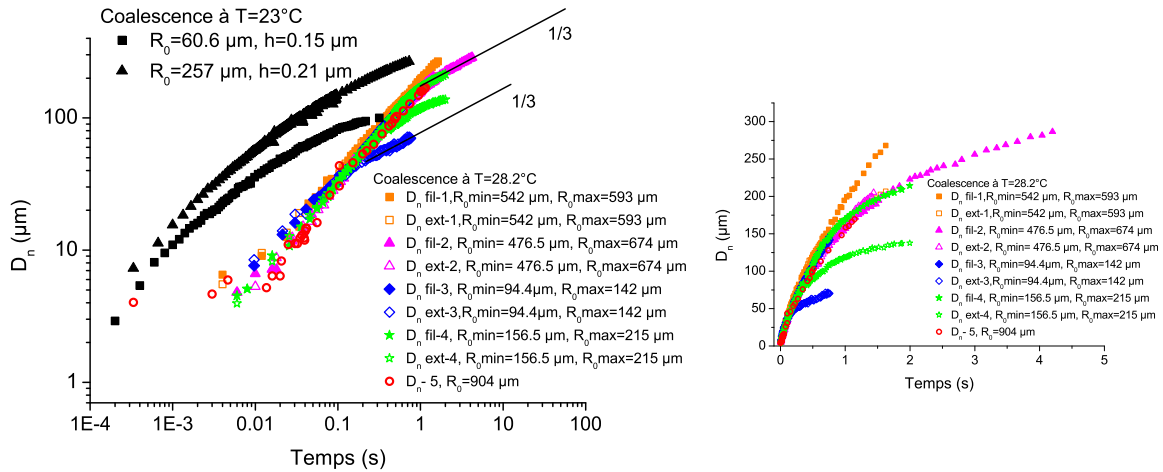 Coalescence à T=23°C
R0=60.6 µm, h=0.15 µm
R0=257 µm, h=0.21 µm
1/3
1/3
100
10
1
Dn (µm)
Coalescence à T=28.2°C
Dn fil-1,R0min=542 µm, R0max=593 µm
Dn ext-1,R0min=542 µm, R0max=593 µm
Dn fil-2, R0min= 476.5 µm, R0max=674 µm
Dn ext-2, R0min= 476.5 µm, R0max=674 µm
Dn fil-3, R0min=94.4µm, R0max=142 µm
Dn ext-3,R0min=94.4µm, R0max=142 µm
Dn fil-4, R0min=156.5 µm, R0max=215 µm
Dn ext-4, R0min=156.5 µm, R0max=215 µm
Dn- 5, R0=904 µm
1E-4 1E-3 0.01 0.1 1 10 100
Temps (s)
300
250
200
150
100
50
0
Dn (µm)
Coalescence à T=28.2°C
Dn fil-1,R0min=542 µm, R0max=593 µm
Dn ext-1,R0min=542 µm, R0max=593 µm
Dn fil-2, R0min= 476.5 µm, R0max=674 µm
Dn ext-2, R0min= 476.5 µm, R0max=674 µm
Dn fil-3, R0min=94.4µm, R0max=142 µm
Dn ext-3,R0min=94.4µm, R0max=142 µm
Dn fil-4, R0min=156.5 µm, R0max=215 µm
Dn ext-4, R0min=156.5 µm, R0max=215 µm
Dn- 5, R0=904 µm
0 1 2 3 4 5
Temps (s)